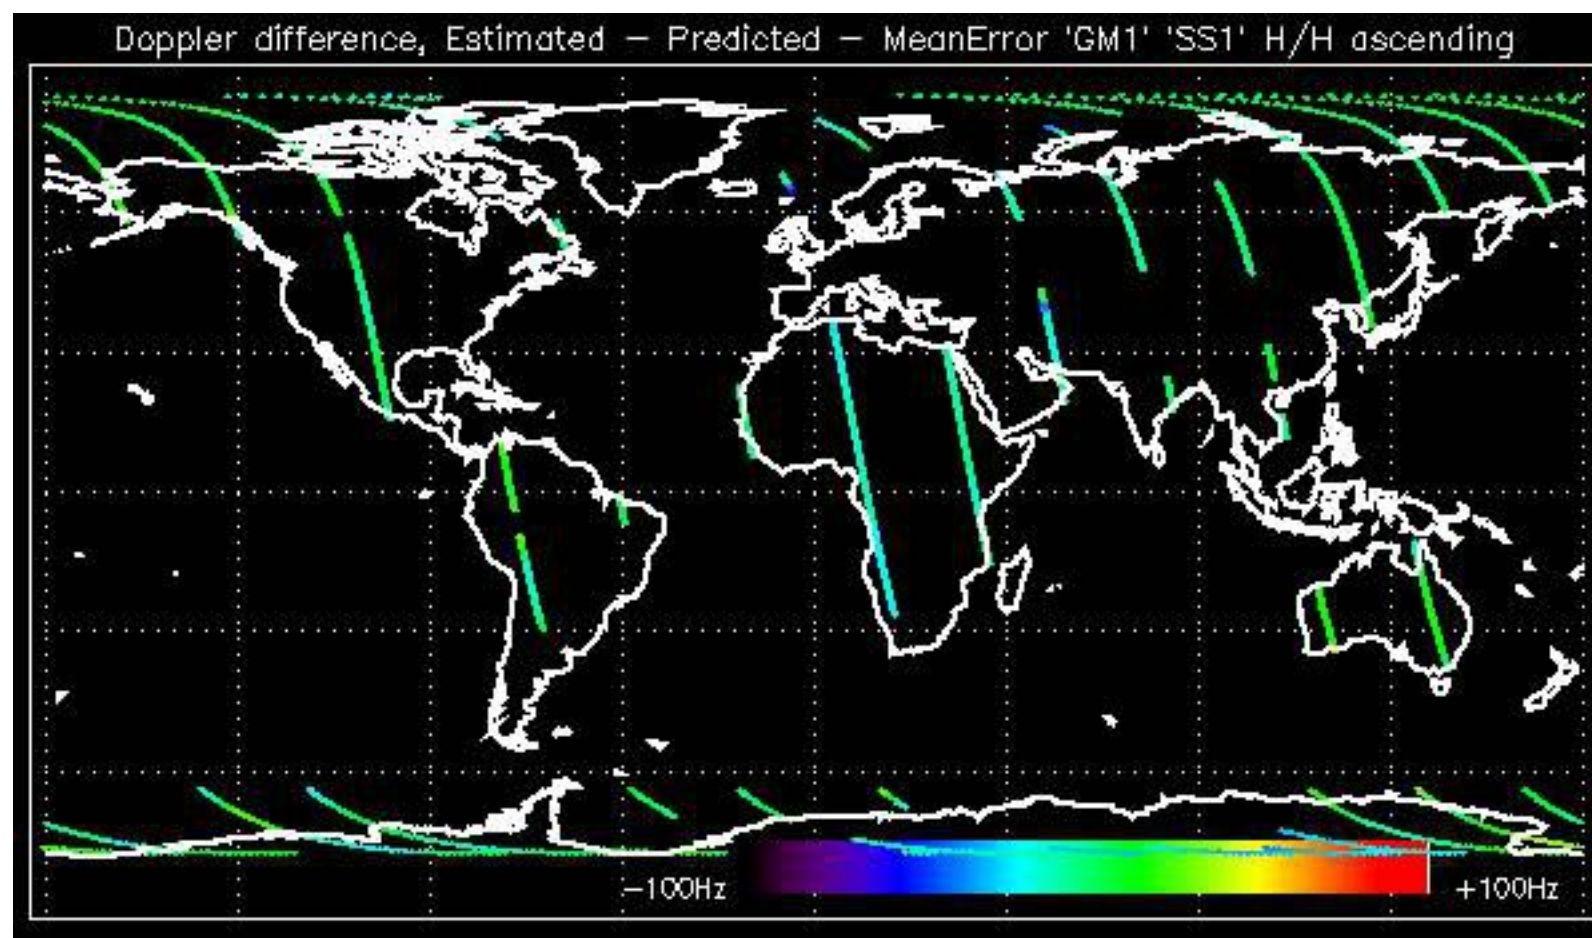 Doppler difference, Estimated — Predicted — MeanError 'GM1' 'SS1' H/H ascending
−100Hz
+100Hz